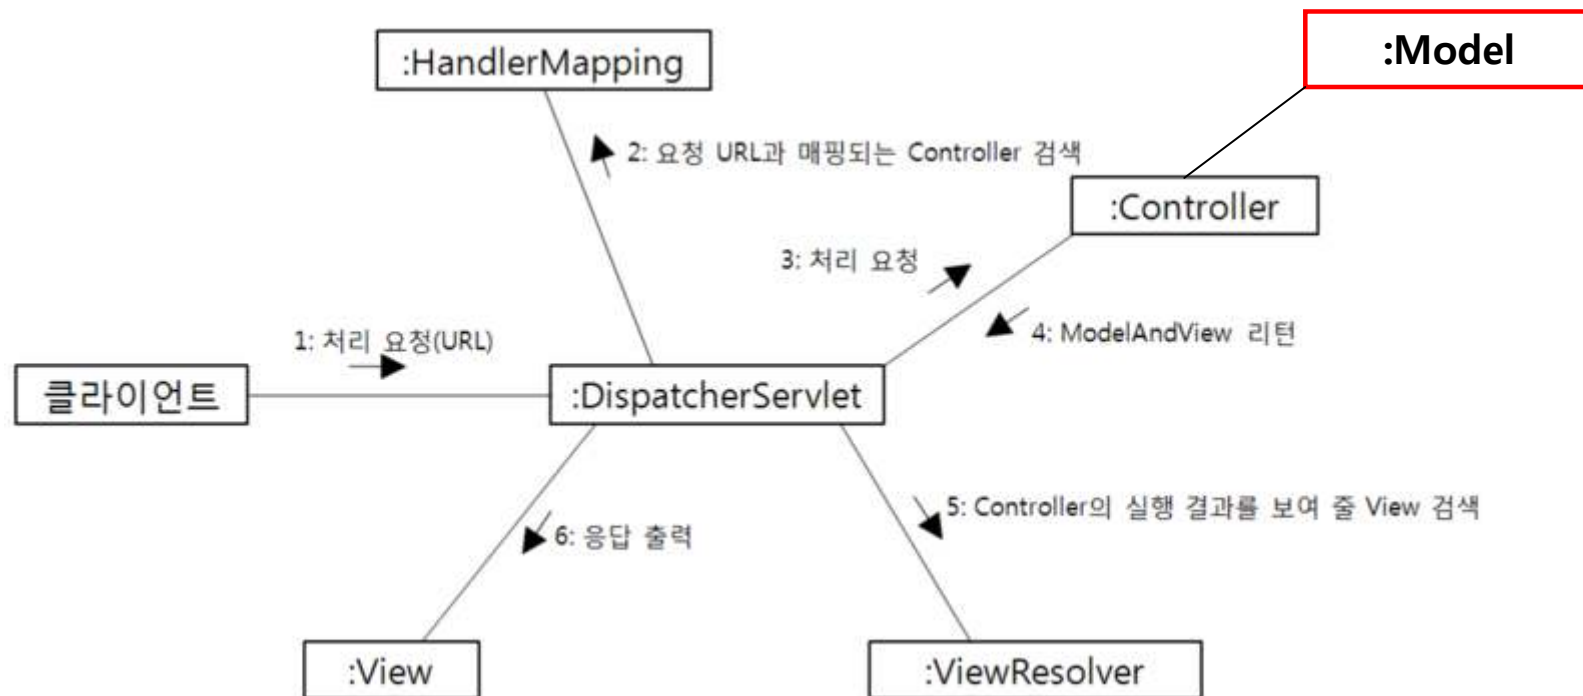 :Model
:HandlerMapping
2: 요청 URL과 매핑되는 Controller 검색
:Controller
3: 처리 요청
4: ModelAndView 리턴
1: 처리 요청(URL)
클라이언트
:DispatcherServlet
5: Controller의 실행 결과를 보여 줄 View 검색
6: 응답 출력
:View
:ViewResolver